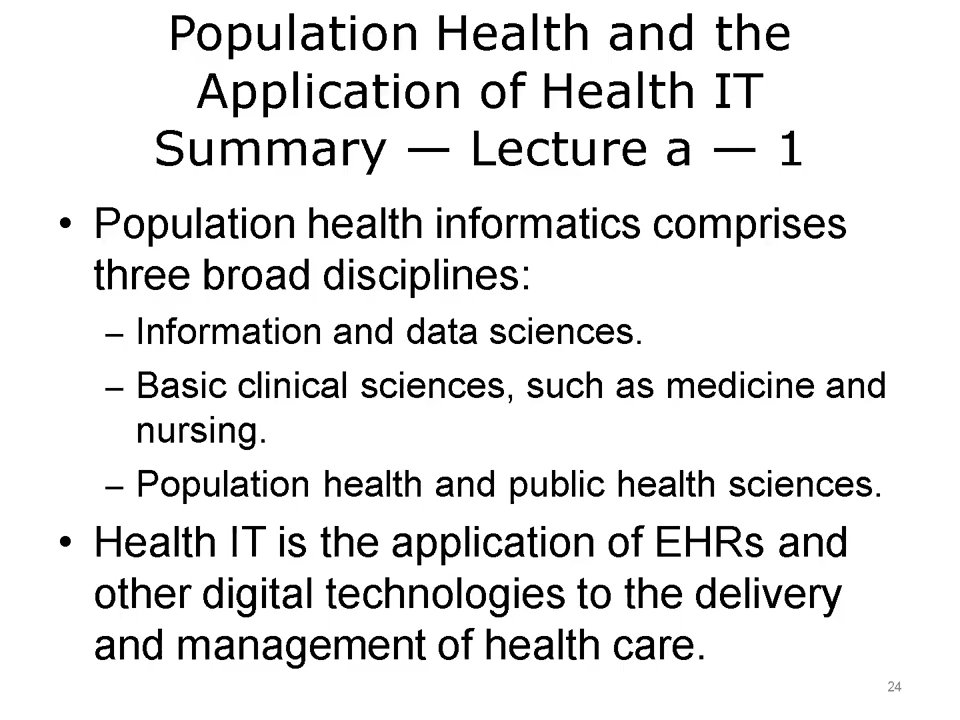 Population Health and the
Application of Health IT
Summary — Lecture a — 1
• Population health informatics comprises
three broad disciplines:
– Information and data sciences.
– Basic clinical sciences, such as medicine and
nursing.
– Population health and public health sciences.
• Health IT is the application of EHRs and
other digital technologies to the delivery
and management of health care.
24